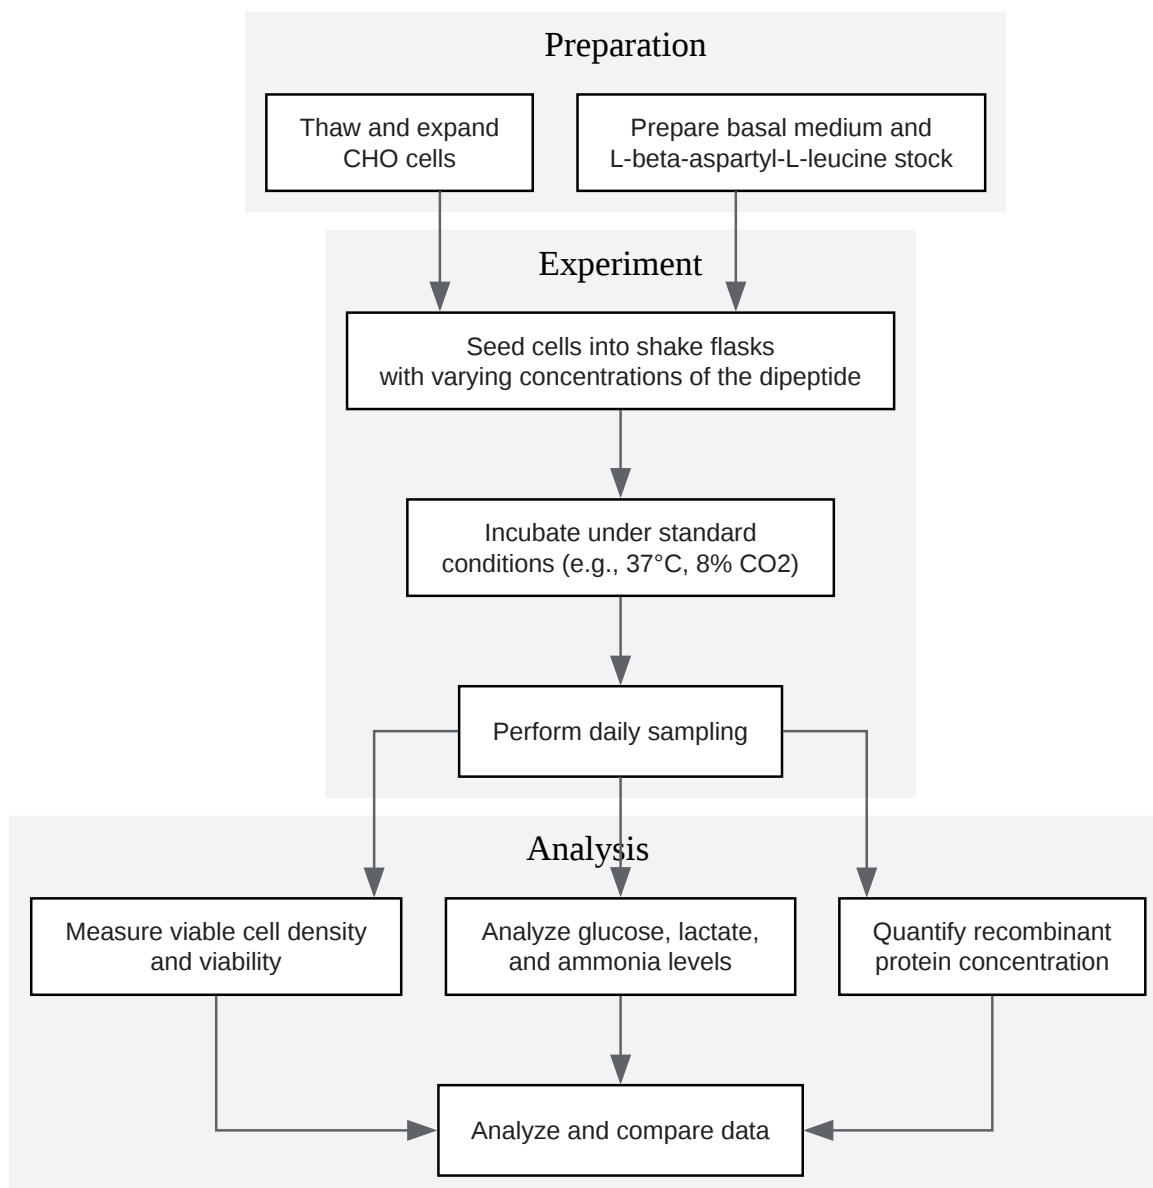 Preparation
Thaw and expand
CHO cells
Prepare basal medium and
L-beta-aspartyl-L-leucine stock
Experiment
Seed cells into shake flasks
with varying concentrations of the dipeptide
Incubate under standard
conditions (e.g., 37°C, 8% CO2)
Perform daily sampling
Analysis
Measure viable cell density
and viability
Analyze glucose, lactate,
and ammonia levels
Quantify recombinant
protein concentration
Analyze and compare data